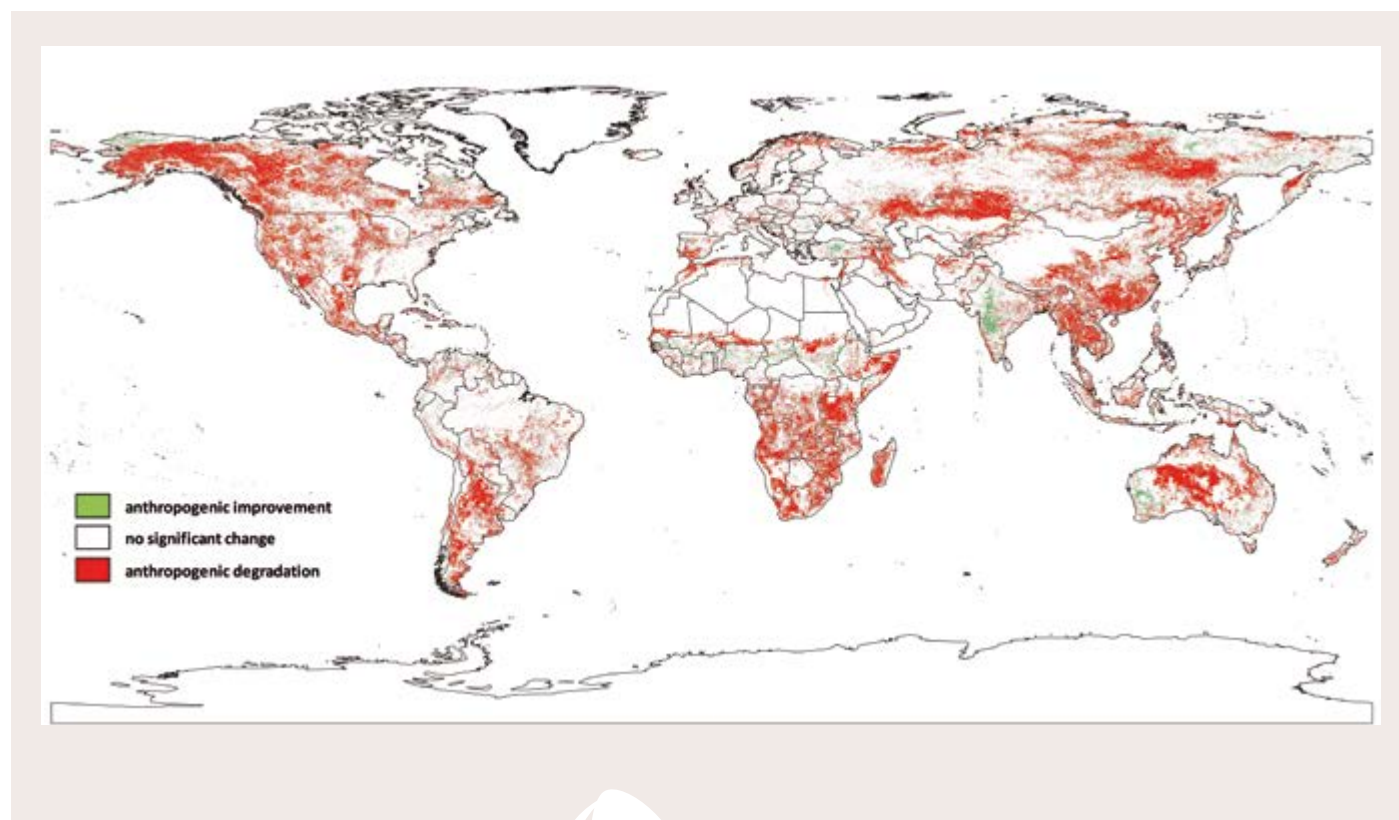 anthropogenic improvement
no significant change
anthropogenic degradation